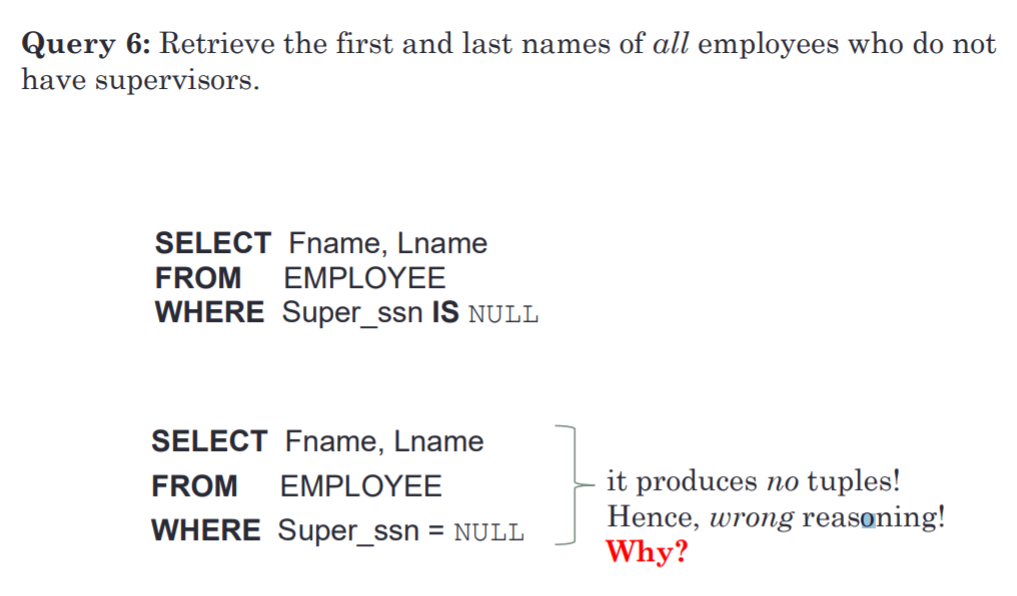 Query 6: Retrieve the first and last names of all employees who do not
have supervisors.
SELECT Fname, Lname
FROM EMPLOYEE
WHERE Super_ssn IS NULL
SELECT Fname, Lname
FROM EMPLOYEE
WHERE Super_ssn = NULL
it produces no tuples!
Hence, wrong reasoning!
Why?